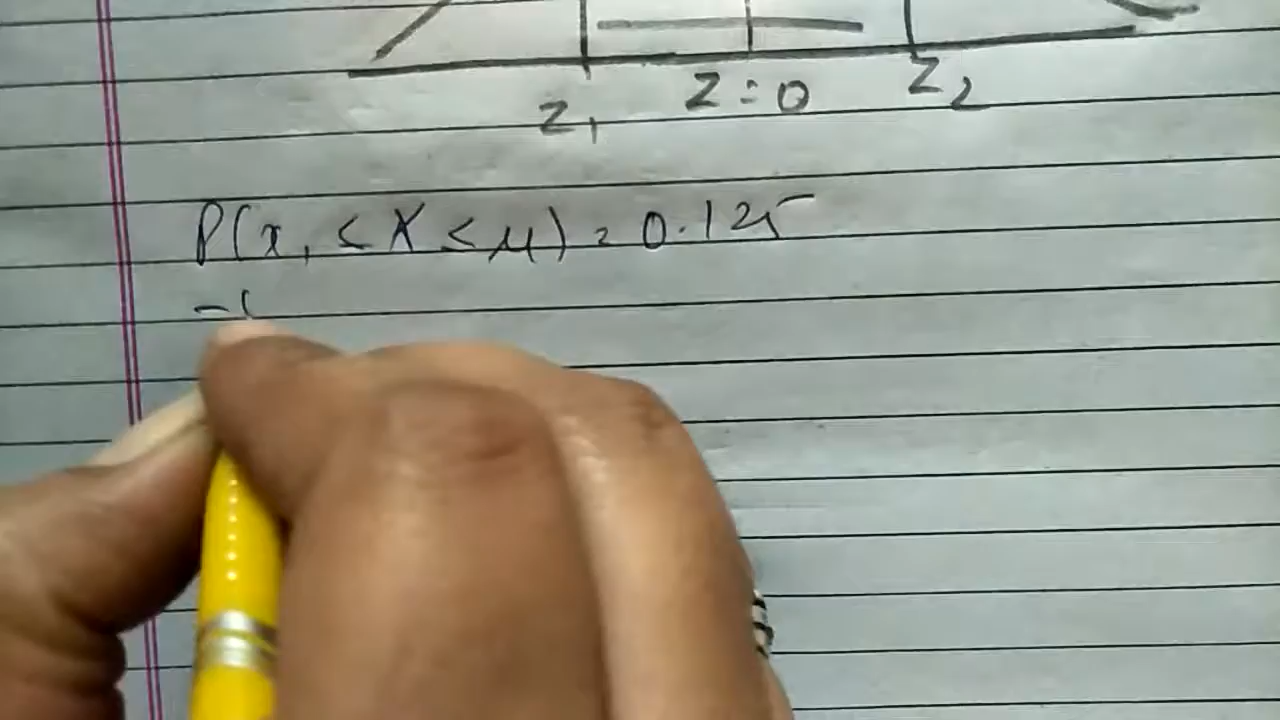 z₁ z=0 z₂
P(x₁ ≤ X ≤ μ) = 0.125